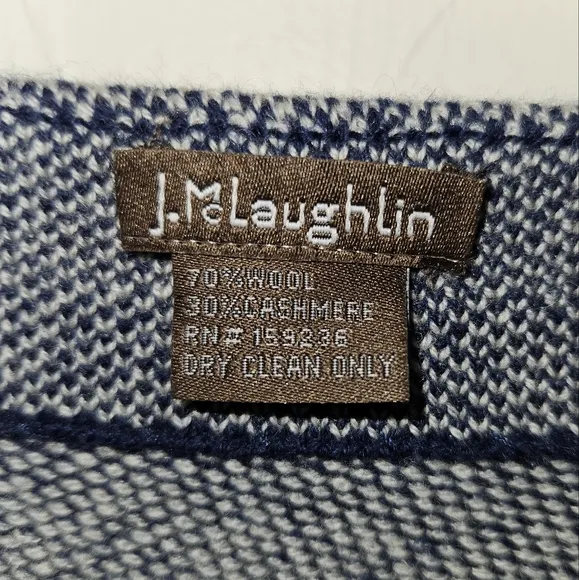 J.McLaughlin
70%WOOL
30%CASHMERE
RN# 159236
DRY CLEAN ONLY